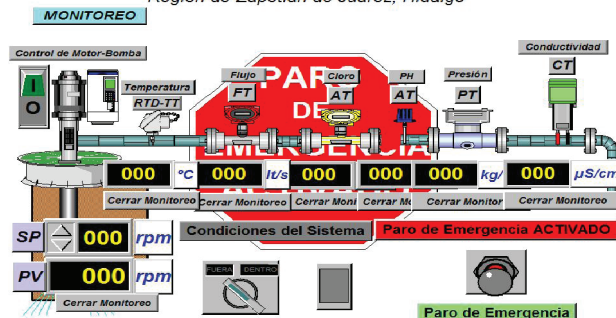 Región de Zapotlán de Juárez, Hidalgo
MONITOREO
Control de Motor-Bomba
I
O
Temperatura
RTD-TT
Flujo
FT
Cloro
AT
PH
AT
Presión
PT
Conductividad
CT
PARO
DE
EMERGENCIA
000 °C 000 lt/s 000 000 000 kg/ 000 µS/cm
Cerrar Monitoreo Cerrar Monitoreo Cerrar Moni Cerrar Mo Cerrar Monitor Cerrar Monitoreo
SP 000 rpm
Condiciones del Sistema Paro de Emergencia ACTIVADO
PV 000 rpm
Cerrar Monitoreo
FUERA DENTRO
Paro de Emergencia